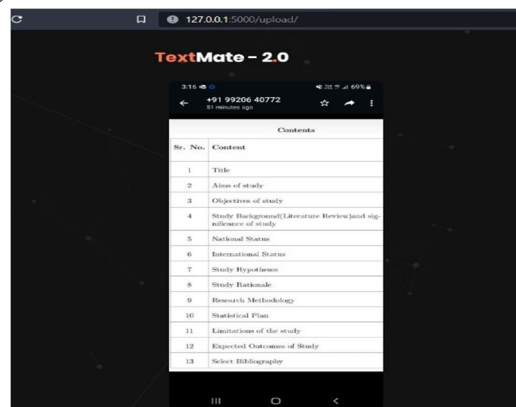 127.0.0.1:5000/upload/
TextMate - 2.0
3:16 69%
+91 99206 40772
51 minutes ago
Contents
Sr. No. Content
1 Title
2 Aims of study
3 Objectives of study
4 Study Background(Literature Review)and sig-
nificance of study
5 National Status
6 International Status
7 Study Hypotheses
8 Study Rationale
9 Research Methodology
10 Statistical Plan
11 Limitations of the study
12 Expected Outcomes of Study
13 Select Bibliography